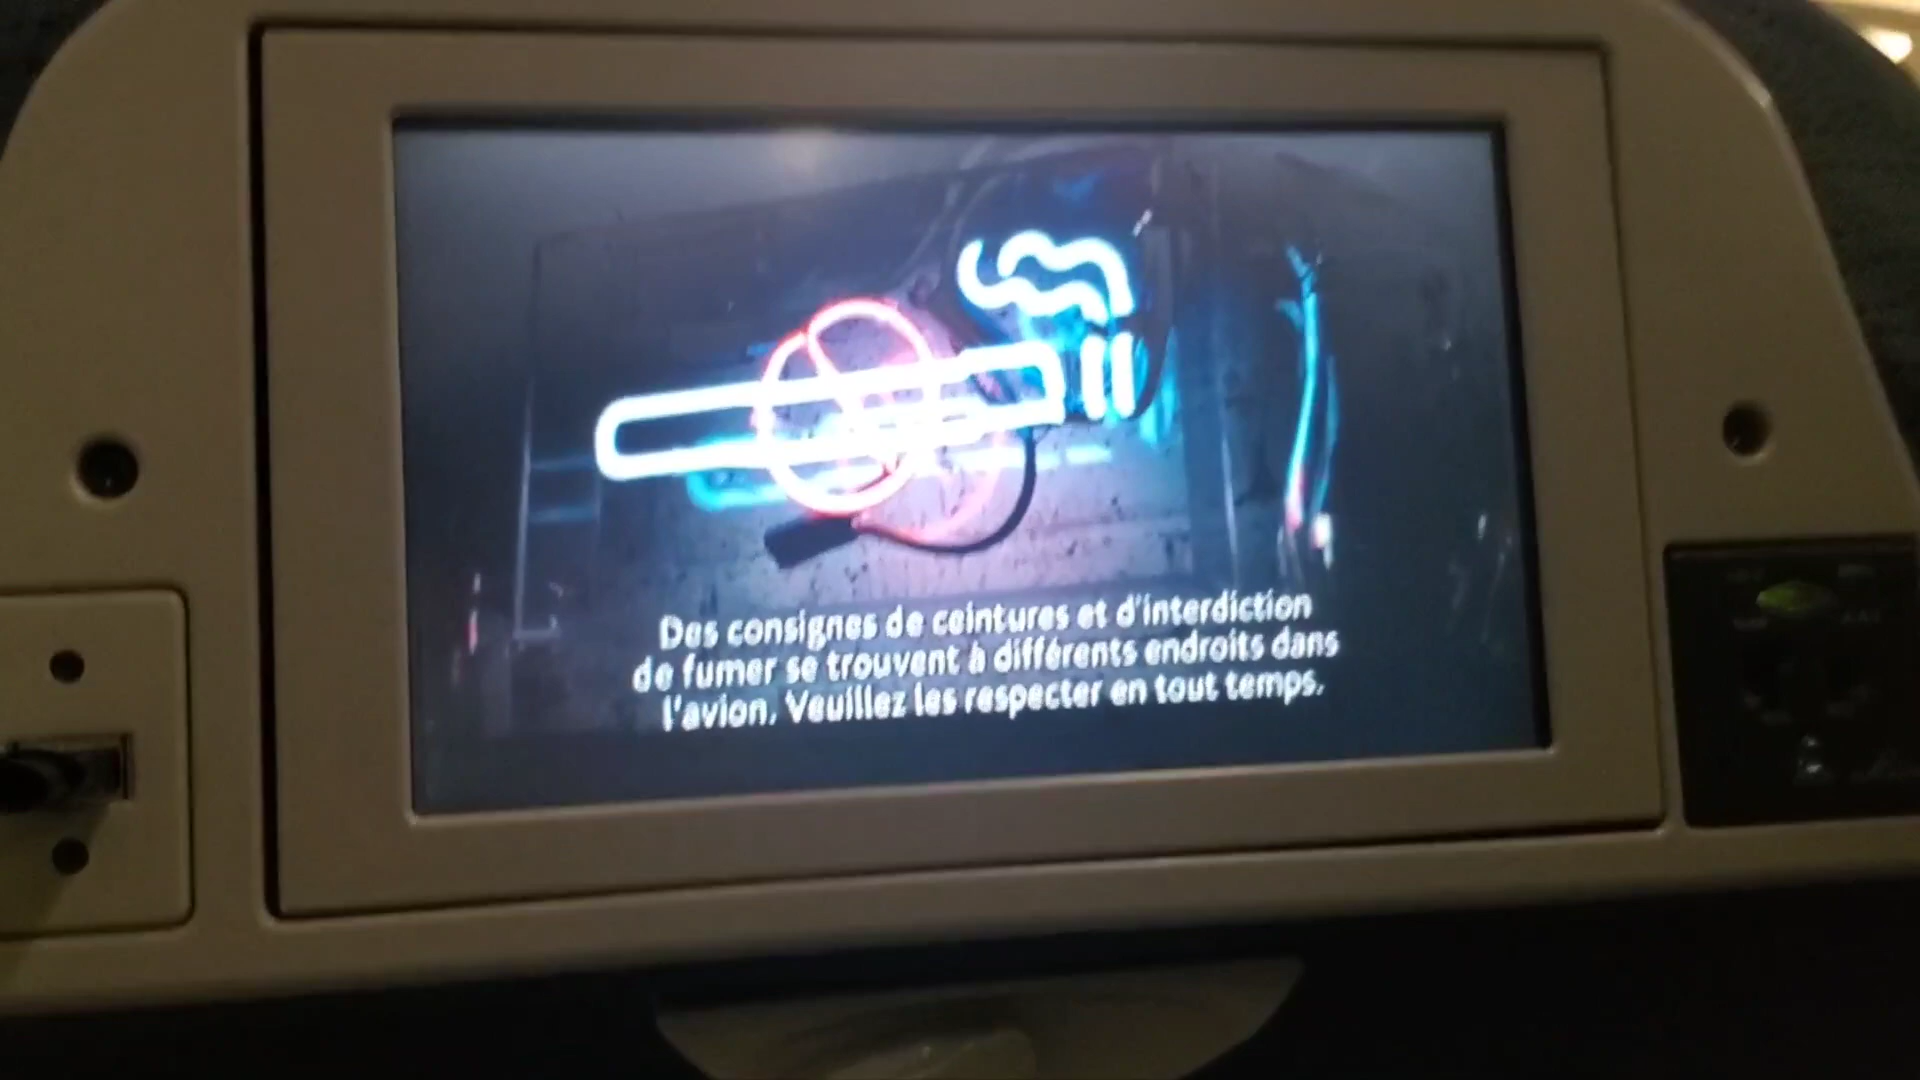 Des consignes de ceintures et d'interdiction
de fumer se trouvent à différents endroits dans
l'avion. Veuillez les respecter en tout temps.